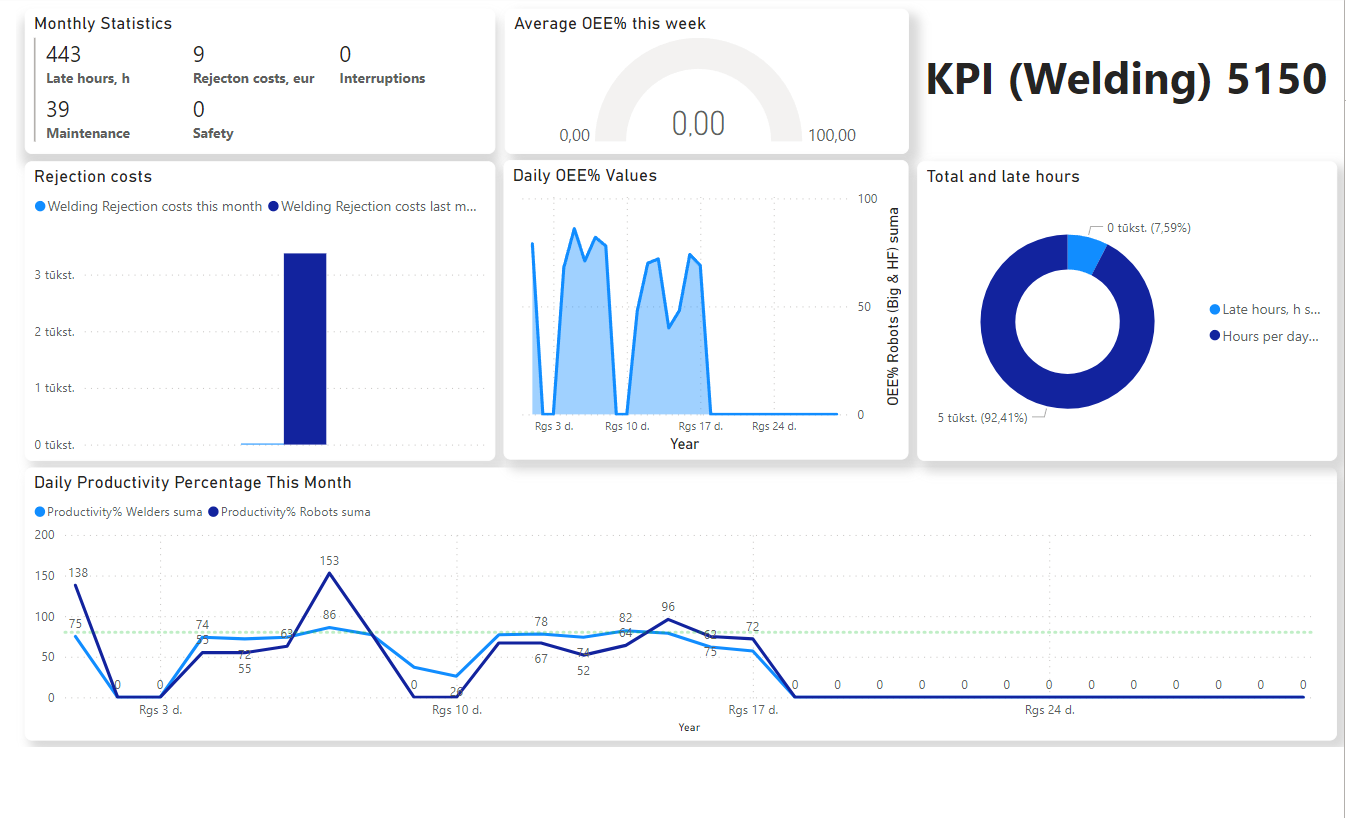 Monthly Statistics
443
Late hours, h
9
Rejecton costs, eur
0
Interruptions
39
Maintenance
0
Safety
Average OEE% this week
0,00
0,00
100,00
KPI (Welding) 5150
Rejection costs
Welding Rejection costs this month
Welding Rejection costs last m...
3 tūkst.
2 tūkst.
1 tūkst.
0 tūkst.
Daily OEE% Values
100
50
0
OEE% Robots (Big & HF) suma
Rgs 3 d.
Rgs 10 d.
Rgs 17 d.
Rgs 24 d.
Year
Total and late hours
0 tūkst. (7,59%)
5 tūkst. (92,41%)
Late hours, h s...
Hours per day...
Daily Productivity Percentage This Month
Productivity% Welders suma
Productivity% Robots suma
200
150
100
50
0
138
75
0
0
74
55
72
55
63
153
86
0
26
78
67
74
52
82
64
96
62
75
72
0
0
0
0
0
0
0
0
0
0
0
0
0
Rgs 3 d.
Rgs 10 d.
Rgs 17 d.
Rgs 24 d.
Year